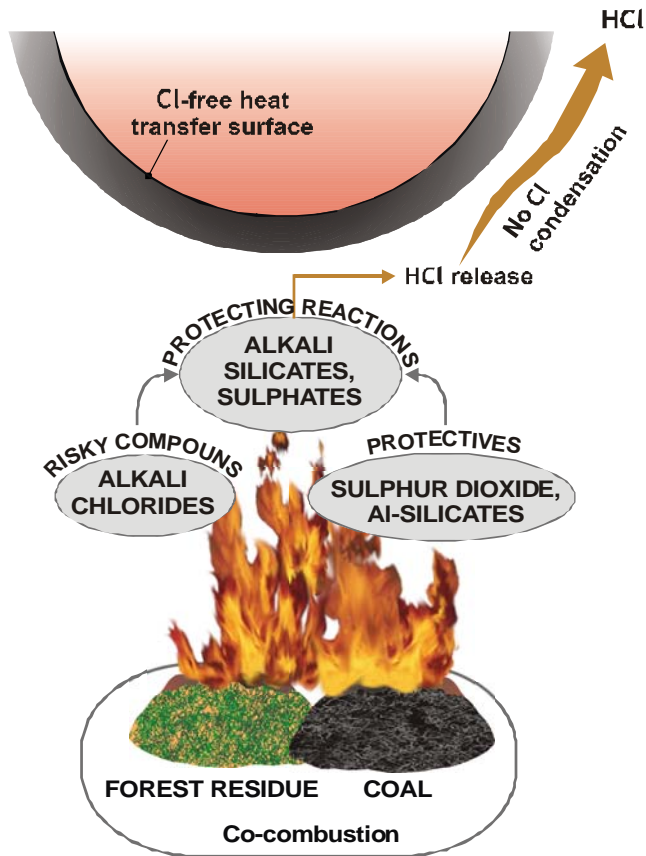 HCl
Cl-free heat
transfer surface
No Cl
condensation
HCl release
PROTECTING REACTIONS
ALKALI
SILICATES,
SULPHATES
RISKY COMPOUNS
ALKALI
CHLORIDES
PROTECTIVES
SULPHUR DIOXIDE,
Al-SILICATES
FOREST RESIDUE
COAL
Co-combustion